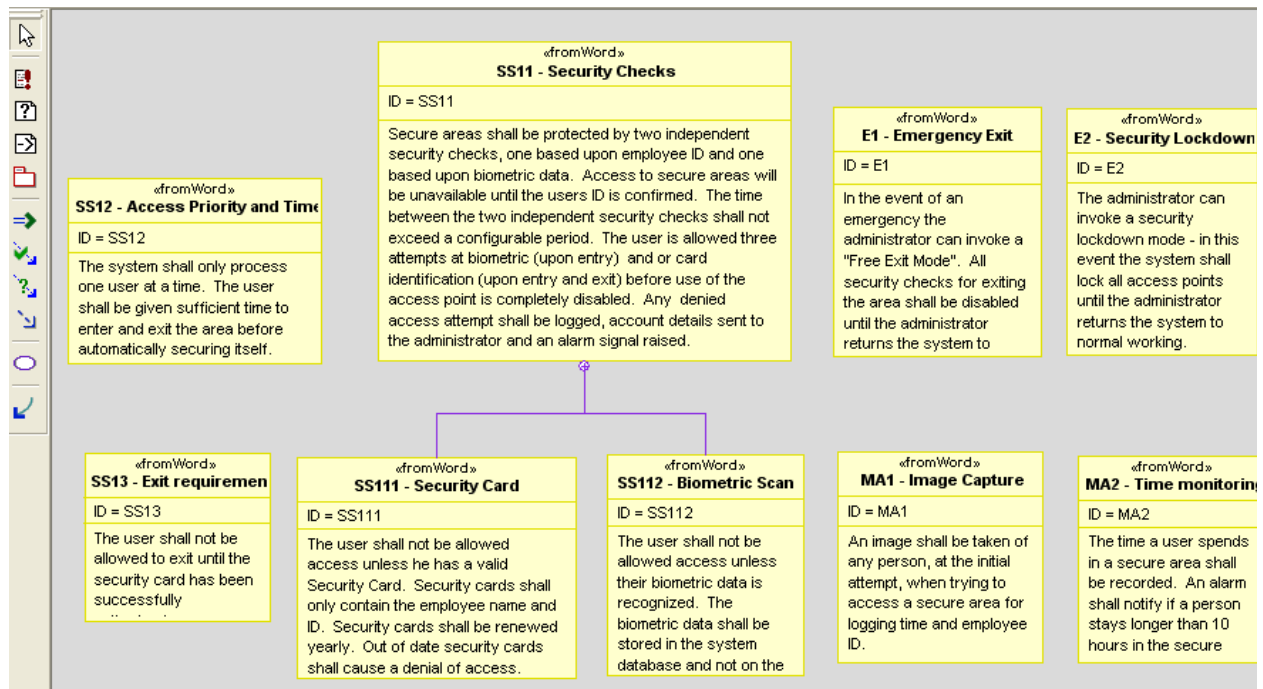 «fromWord»
SS11 - Security Checks
ID = SS11
Secure areas shall be protected by two independent
security checks, one based upon employee ID and one
based upon biometric data.  Access to secure areas will
be unavailable until the users ID is confirmed.  The time
between the two independent security checks shall not
exceed a configurable period.  The user is allowed three
attempts at biometric (upon entry)  and or card
identification (upon entry and exit) before use of the
access point is completely disabled.  Any  denied
access attempt shall be logged, account details sent to
the administrator and an alarm signal raised.
«fromWord»
E1 - Emergency Exit
ID = E1
In the event of an
emergency the
administrator can invoke a
"Free Exit Mode".  All
security checks for exiting
the area shall be disabled
until the administrator
returns the system to
«fromWord»
E2 - Security Lockdown
ID = E2
The administrator can
invoke a security
lockdown mode - in this
event the system shall
lock all access points
until the administrator
returns the system to
normal working.
«fromWord»
SS12 - Access Priority and Time
ID = SS12
The system shall only process
one user at a time.  The user
shall be given sufficient time to
enter and exit the area before
automatically securing itself.
«fromWord»
SS13 - Exit requiremen
ID = SS13
The user shall not be
allowed to exit until the
security card has been
successfully
«fromWord»
SS111 - Security Card
ID = SS111
The user shall not be allowed
access unless he has a valid
Security Card.  Security cards shall
only contain the employee name and
ID.  Security cards shall be renewed
yearly.  Out of date security cards
shall cause a denial of access.
«fromWord»
SS112 - Biometric Scan
ID = SS112
The user shall not be
allowed access unless
their biometric data is
recognized.  The
biometric data shall be
stored in the system
database and not on the
«fromWord»
MA1 - Image Capture
ID = MA1
An image shall be taken of
any person, at the initial
attempt, when trying to
access a secure area for
logging time and employee
ID.
«fromWord»
MA2 - Time monitoring
ID = MA2
The time a user spends
in a secure area shall
be recorded.  An alarm
shall notify if a person
stays longer than 10
hours in the secure